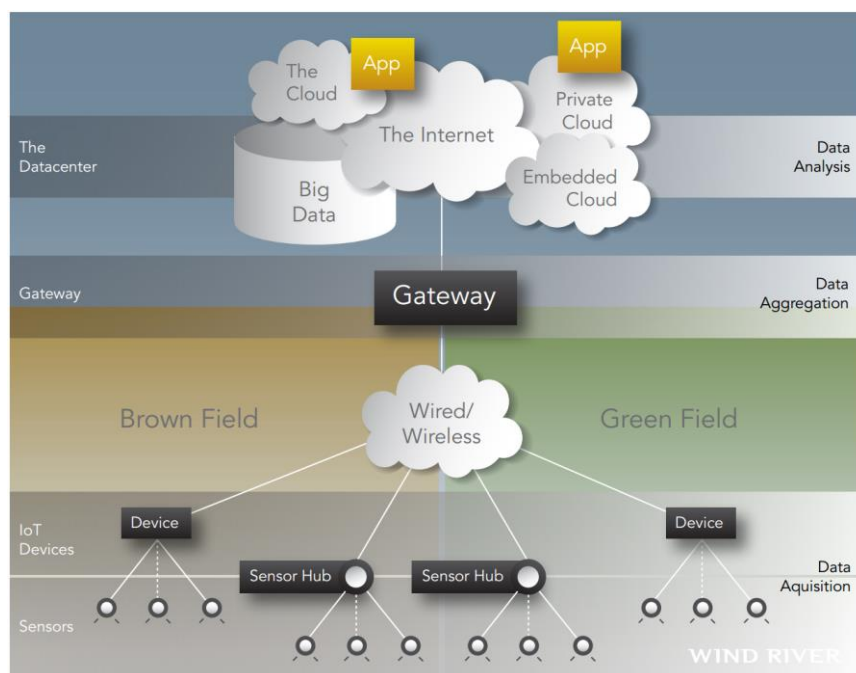 App
App
The
Cloud
Private
Cloud
The Internet
The
Datacenter
Data
Analysis
Embedded
Cloud
Big
Data
Gateway
Gateway
Data
Aggregation
Brown Field
Wired/
Wireless
Green Field
IoT
Devices
Device
Device
Sensor Hub
Sensor Hub
Data
Aquisition
Sensors
WIND RIVER